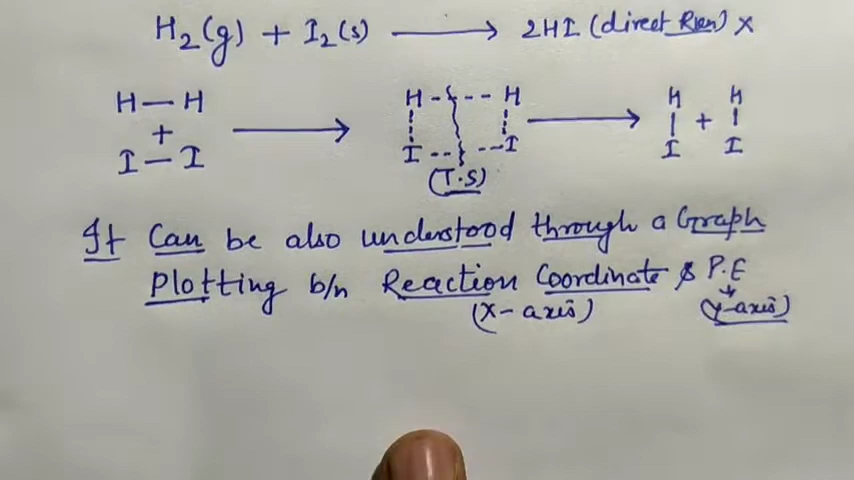 H2(g) + I2(s) → 2HI (direct Rxn) ×
H — H → H - - - H → H H
+ +
I — I I - - - I I I
(T.S)
It Can be also understood through a Graph
Plotting b/n Reaction Coordinate & P.E
(X-axis) (y-axis)